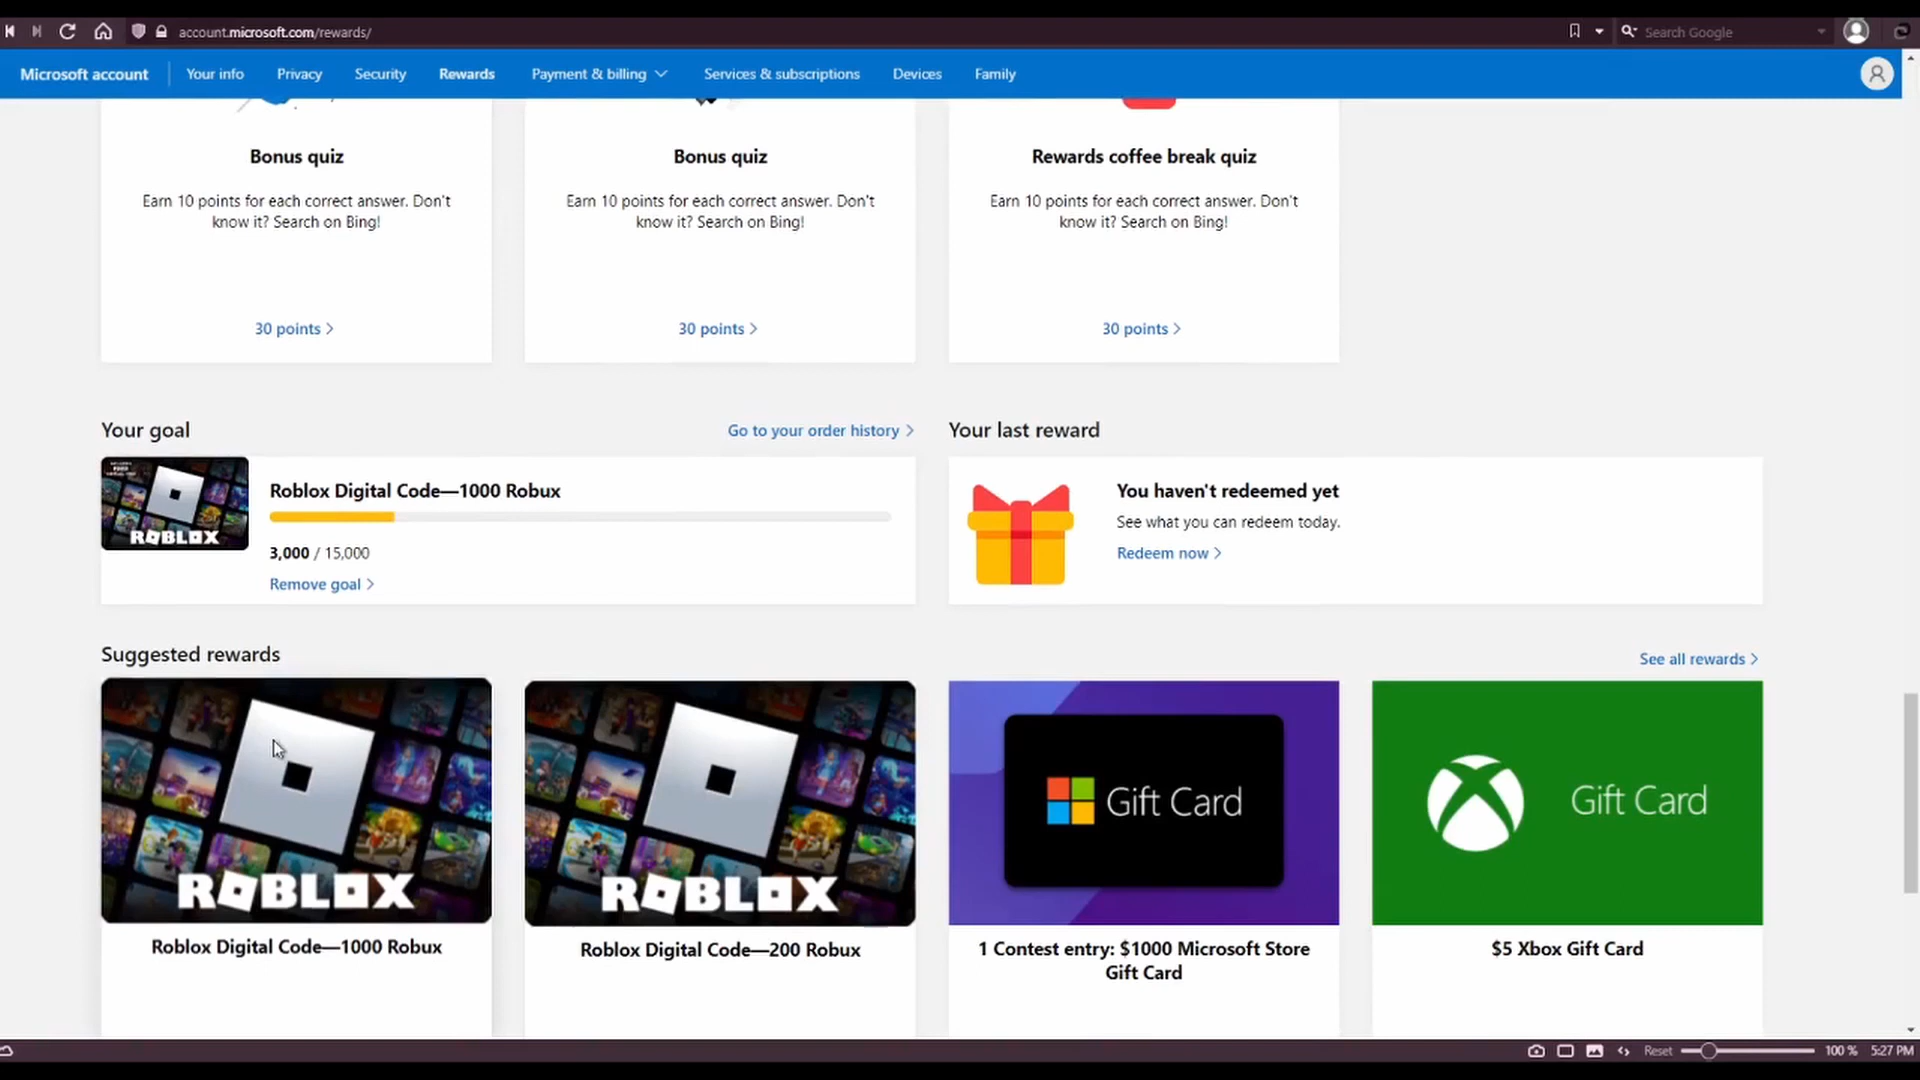 account.microsoft.com/rewards/
Search Google
Microsoft account
Your info
Privacy
Security
Rewards
Payment & billing
Services & subscriptions
Devices
Family
Bonus quiz
Earn 10 points for each correct answer. Don't
know it? Search on Bing!
30 points
Bonus quiz
Earn 10 points for each correct answer. Don't
know it? Search on Bing!
30 points
Rewards coffee break quiz
Earn 10 points for each correct answer. Don't
know it? Search on Bing!
30 points
Your goal
Go to your order history
ROBLOX
Roblox Digital Code—1000 Robux
3,000 / 15,000
Remove goal
Your last reward
You haven't redeemed yet
See what you can redeem today.
Redeem now
Suggested rewards
See all rewards
ROBLOX
Roblox Digital Code—1000 Robux
ROBLOX
Roblox Digital Code—200 Robux
Gift Card
1 Contest entry: $1000 Microsoft Store
Gift Card
Gift Card
$5 Xbox Gift Card
Reset
100 %
5:27 PM